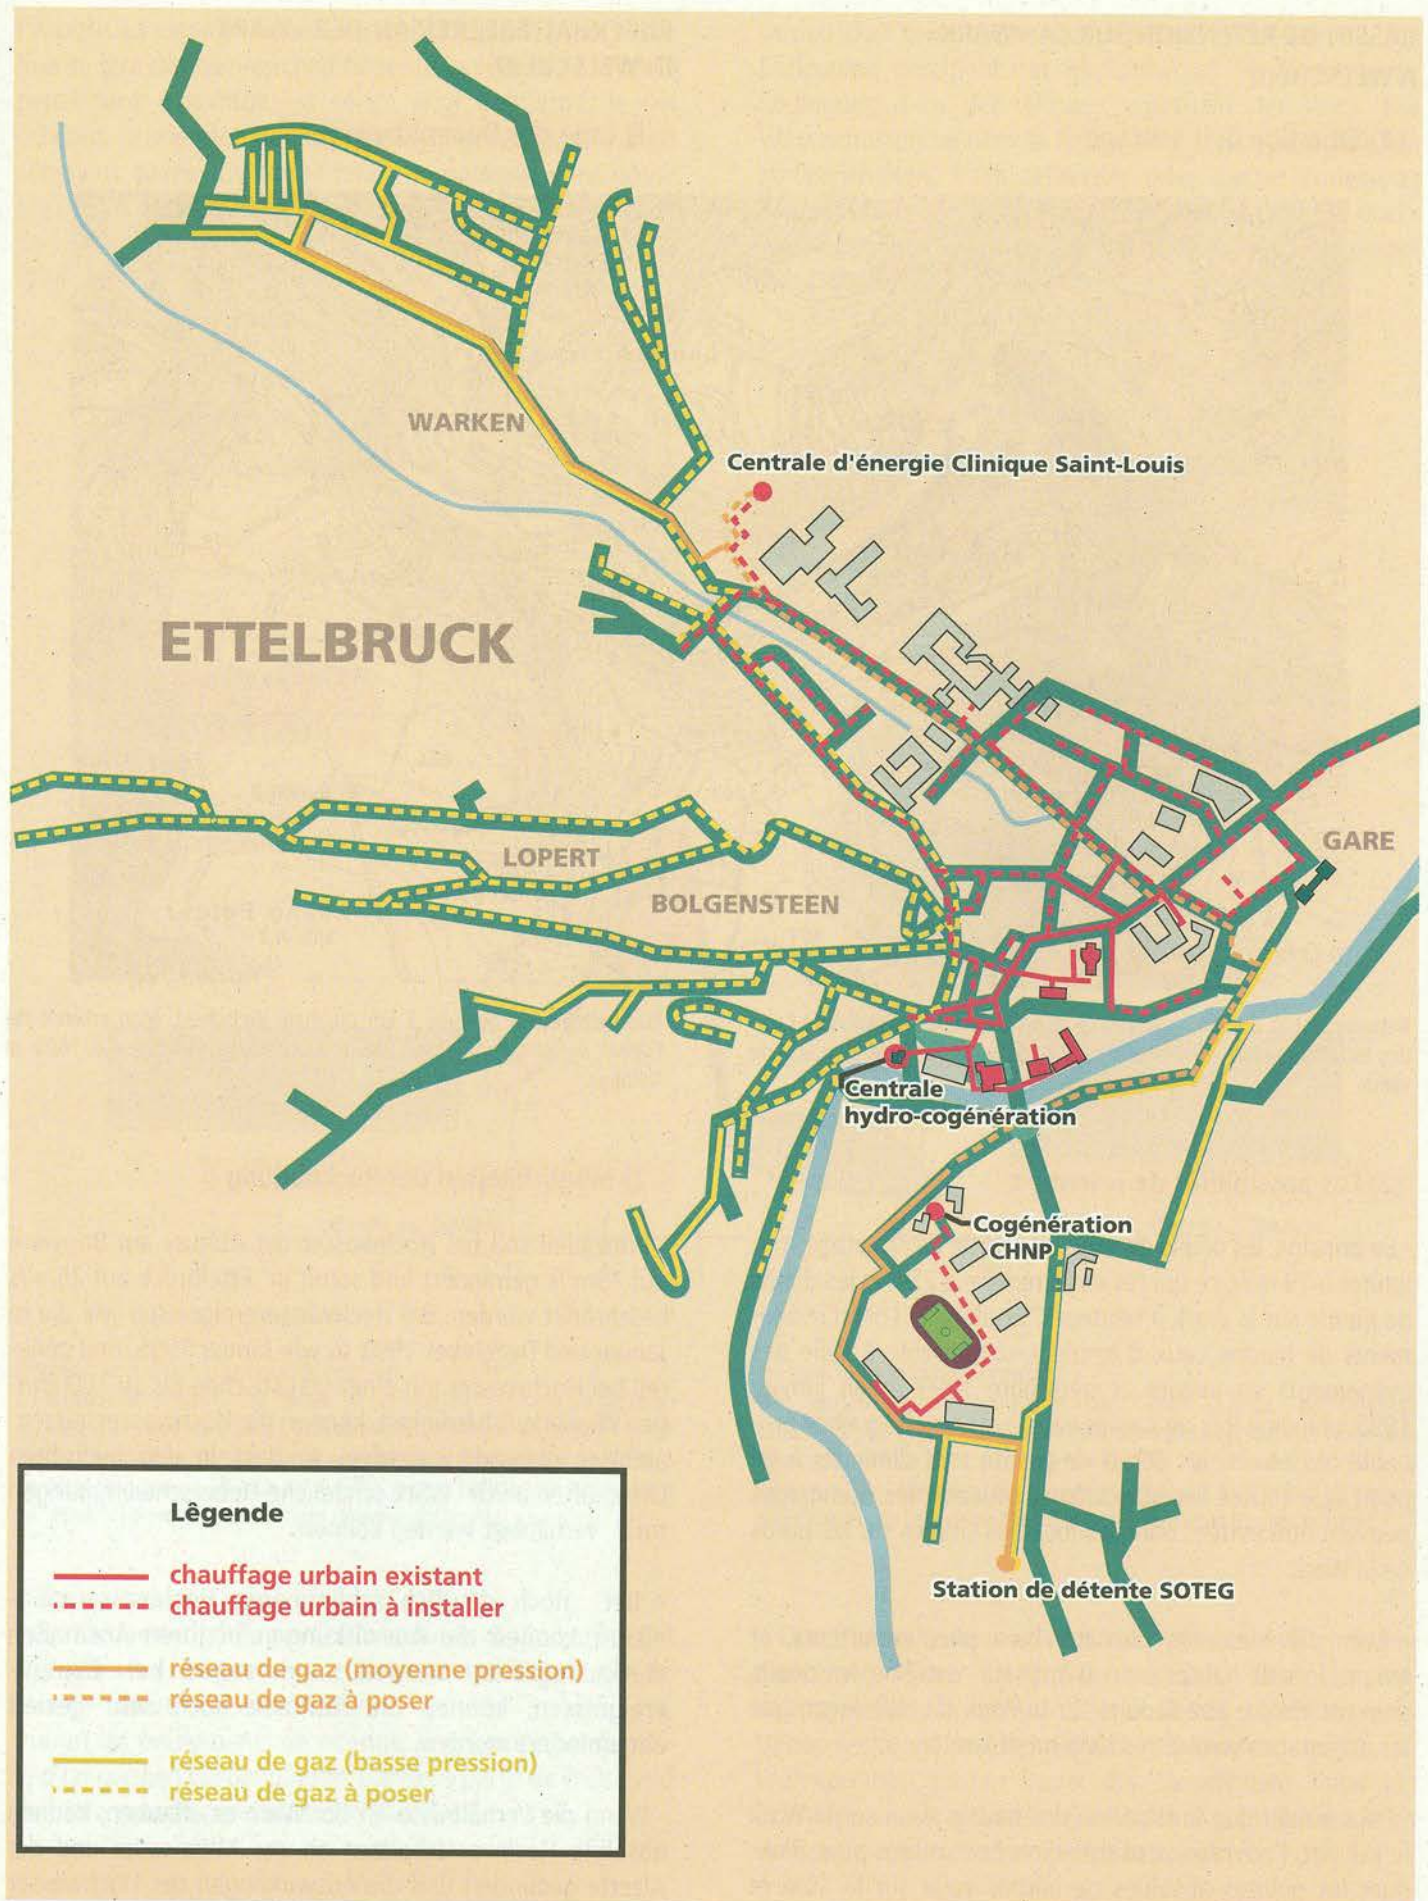 WARKEN
Centrale d'énergie Clinique Saint-Louis
ETTELBRUCK
GARE
LOPERT
BOLGENSTEEN
Centrale
hydro-cogénération
Cogénération
CHNP
Station de détente SOTEG
Lêgende
chauffage urbain existant
chauffage urbain à installer
réseau de gaz (moyenne pression)
réseau de gaz à poser
réseau de gaz (basse pression)
réseau de gaz à poser